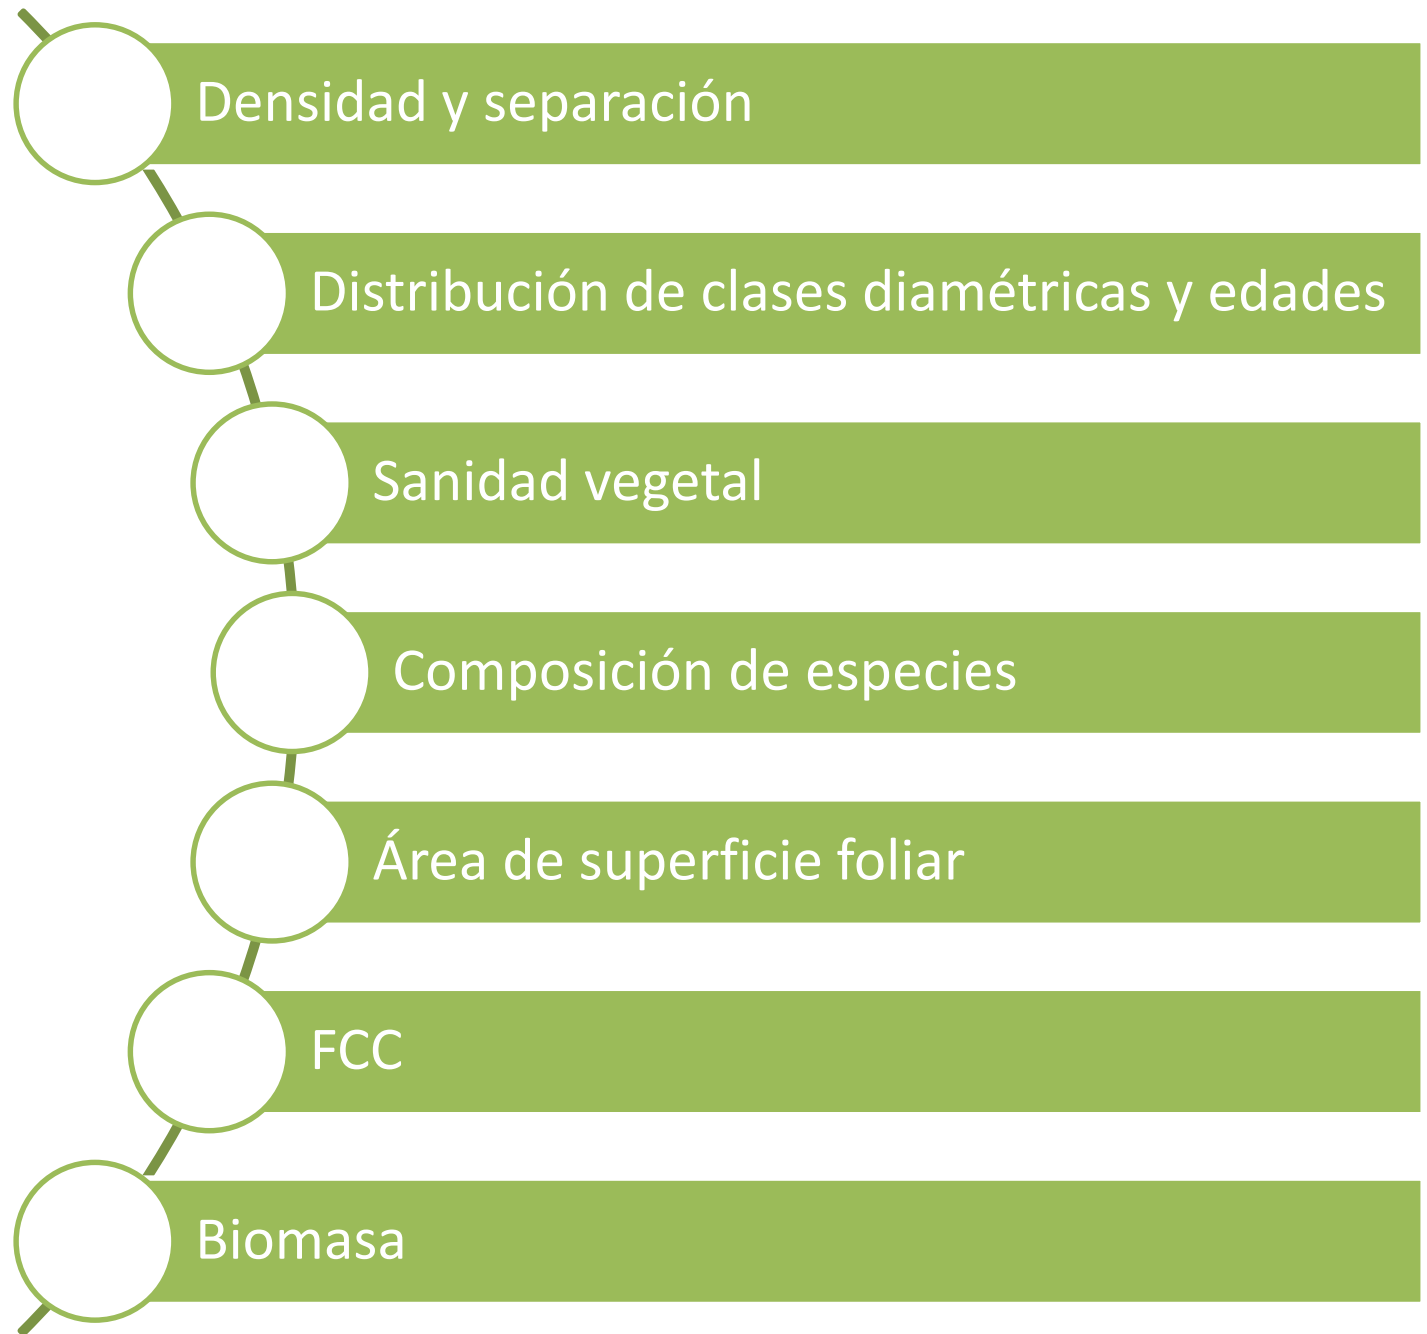 Densidad y separación
Distribución de clases diamétricas y edades
Sanidad vegetal
Composición de especies
Área de superficie foliar
FCC
Biomasa